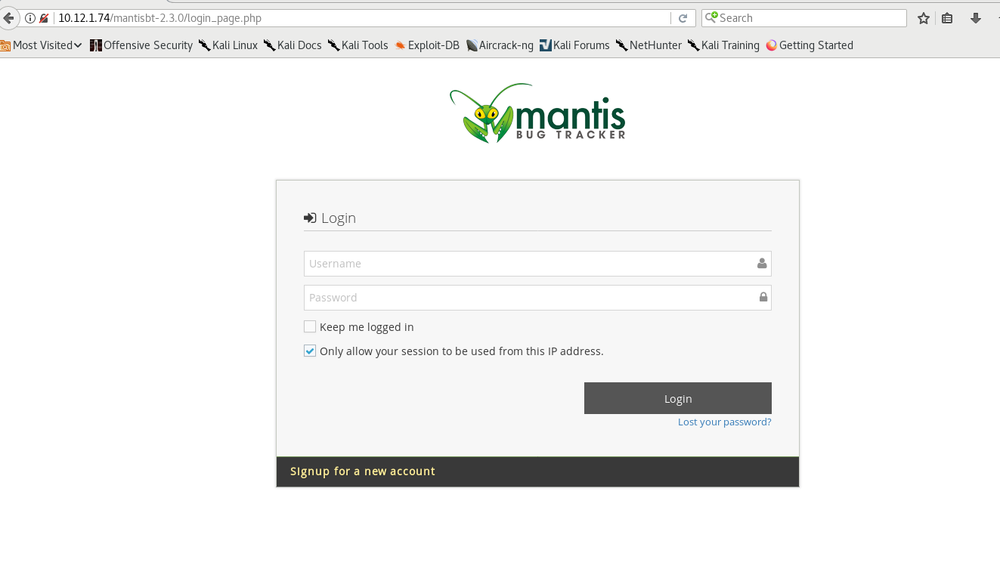 10.12.1.74/mantisbt-2.3.0/login_page.php Search
Most Visited Offensive Security Kali Linux Kali Docs Kali Tools Exploit-DB Aircrack-ng Kali Forums NetHunter Kali Training Getting Started
mantis
BUG TRACKER
Login
Username
Password
Keep me logged in
Only allow your session to be used from this IP address.
Login
Lost your password?
Signup for a new account